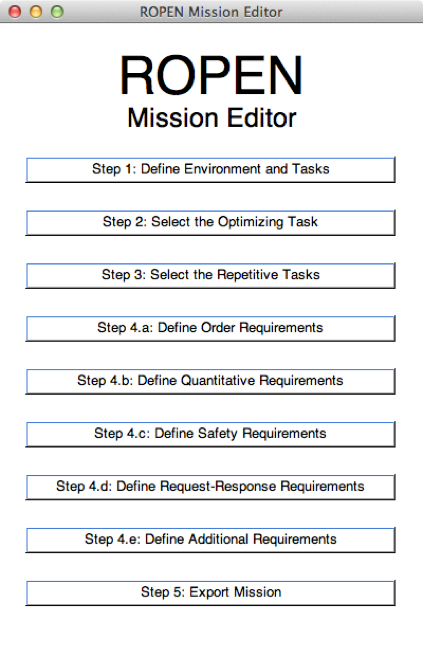 ROPEN Mission Editor
ROPEN
Mission Editor
Step 1: Define Environment and Tasks
Step 2: Select the Optimizing Task
Step 3: Select the Repetitive Tasks
Step 4.a: Define Order Requirements
Step 4.b: Define Quantitative Requirements
Step 4.c: Define Safety Requirements
Step 4.d: Define Request-Response Requirements
Step 4.e: Define Additional Requirements
Step 5: Export Mission